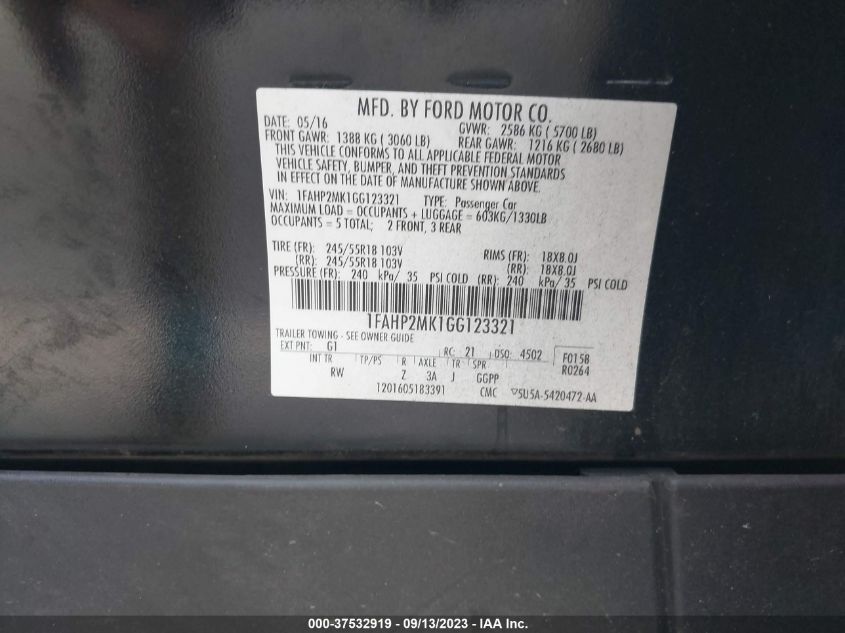 MFD. BY FORD MOTOR CO.
DATE: 05/16 GVWR: 2586 KG ( 5700 LB)
FRONT GAWR: 1388 KG ( 3060 LB) REAR GAWR: 1216 KG ( 2680 LB)
THIS VEHICLE CONFORMS TO ALL APPLICABLE FEDERAL MOTOR
VEHICLE SAFETY, BUMPER, AND THEFT PREVENTION STANDARDS
IN EFFECT ON THE DATE OF MANUFACTURE SHOWN ABOVE.
VIN: 1FAHP2MK1GG123321 TYPE: Passenger Car
MAXIMUM LOAD = OCCUPANTS + LUGGAGE = 603KG/1330LB
OCCUPANTS = 5 TOTAL; 2 FRONT, 3 REAR
TIRE (FR): 245/55R18 103V RIMS (FR): 18X8.0J
(RR): 245/55R18 103V (RR): 18X8.0J
PRESSURE (FR): 240 kPa/ 35 PSI COLD (RR): 240 kPa/ 35 PSI COLD
1FAHP2MK1GG123321
TRAILER TOWING - SEE OWNER GUIDE
EXT PNT: G1 RC: 21 DSO: 4502 F0158
INT TR TP/PS R AXLE TR SPR R0264
RW Z 3A J GGPP
1201605183391 CMC ▽5U5A-5420472-AA
000-37532919 - 09/13/2023 - IAA Inc.